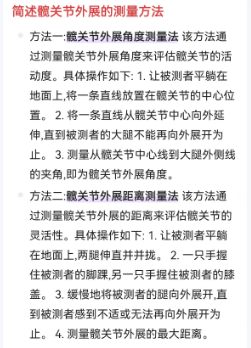 简述髋关节外展的测量方法
方法一:髋关节外展角度测量法 该方法通
过测量髋关节外展角度来评估髋关节的活
动度。具体操作如下: 1. 让被测者平躺在
地面上,将一条直线放置在髋关节的中心位
置。 2. 将一条直线从髋关节中心向外延
伸,直到被测者的大腿不能再向外展开为
止。 3. 测量从髋关节中心线到大腿外侧线
的夹角,即为髋关节外展角度。
方法二:髋关节外展距离测量法 该方法通
过测量髋关节外展的距离来评估髋关节的
灵活性。具体操作如下: 1. 让被测者平躺
在地面上,两腿伸直并并拢。 2. 一只手握
住被测者的脚踝,另一只手握住被测者的膝
盖。 3. 缓慢地将被测者的腿向外展开,直
到被测者感到不适或无法再向外展开为
止。 4. 测量髋关节外展的最大距离。